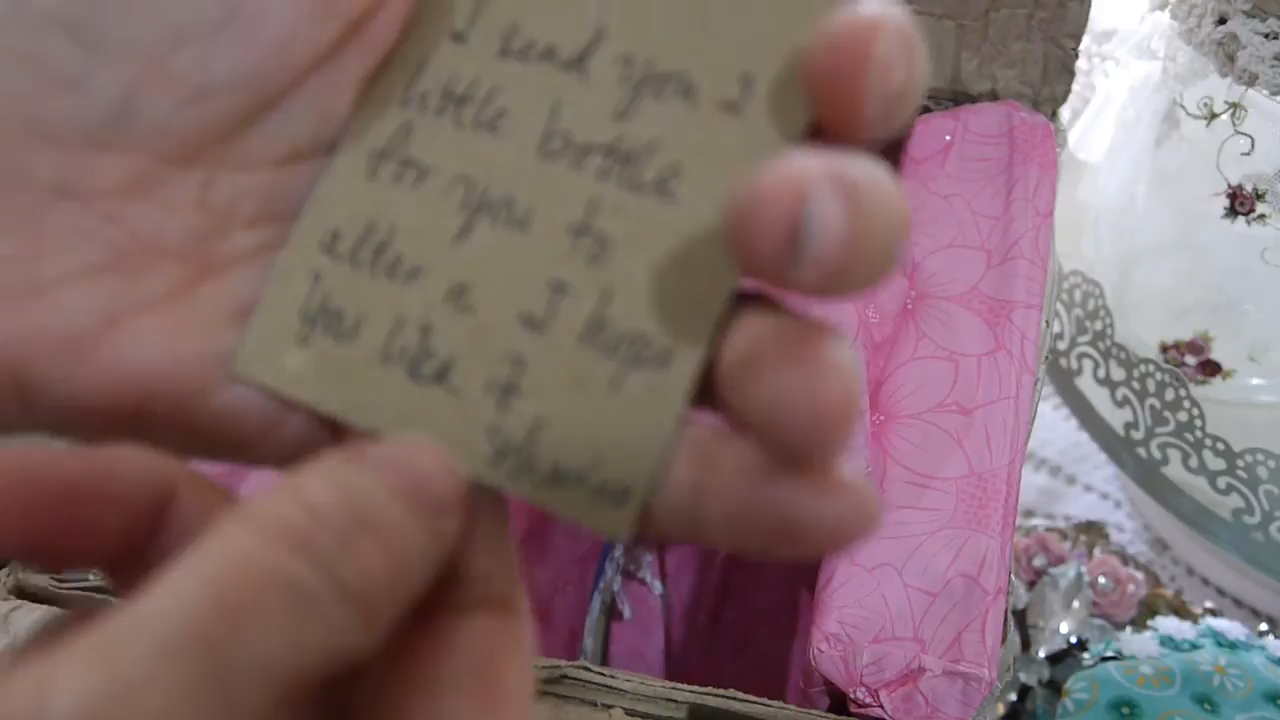 I send you 2
little bottle
for you to
alter a I hope
you like it